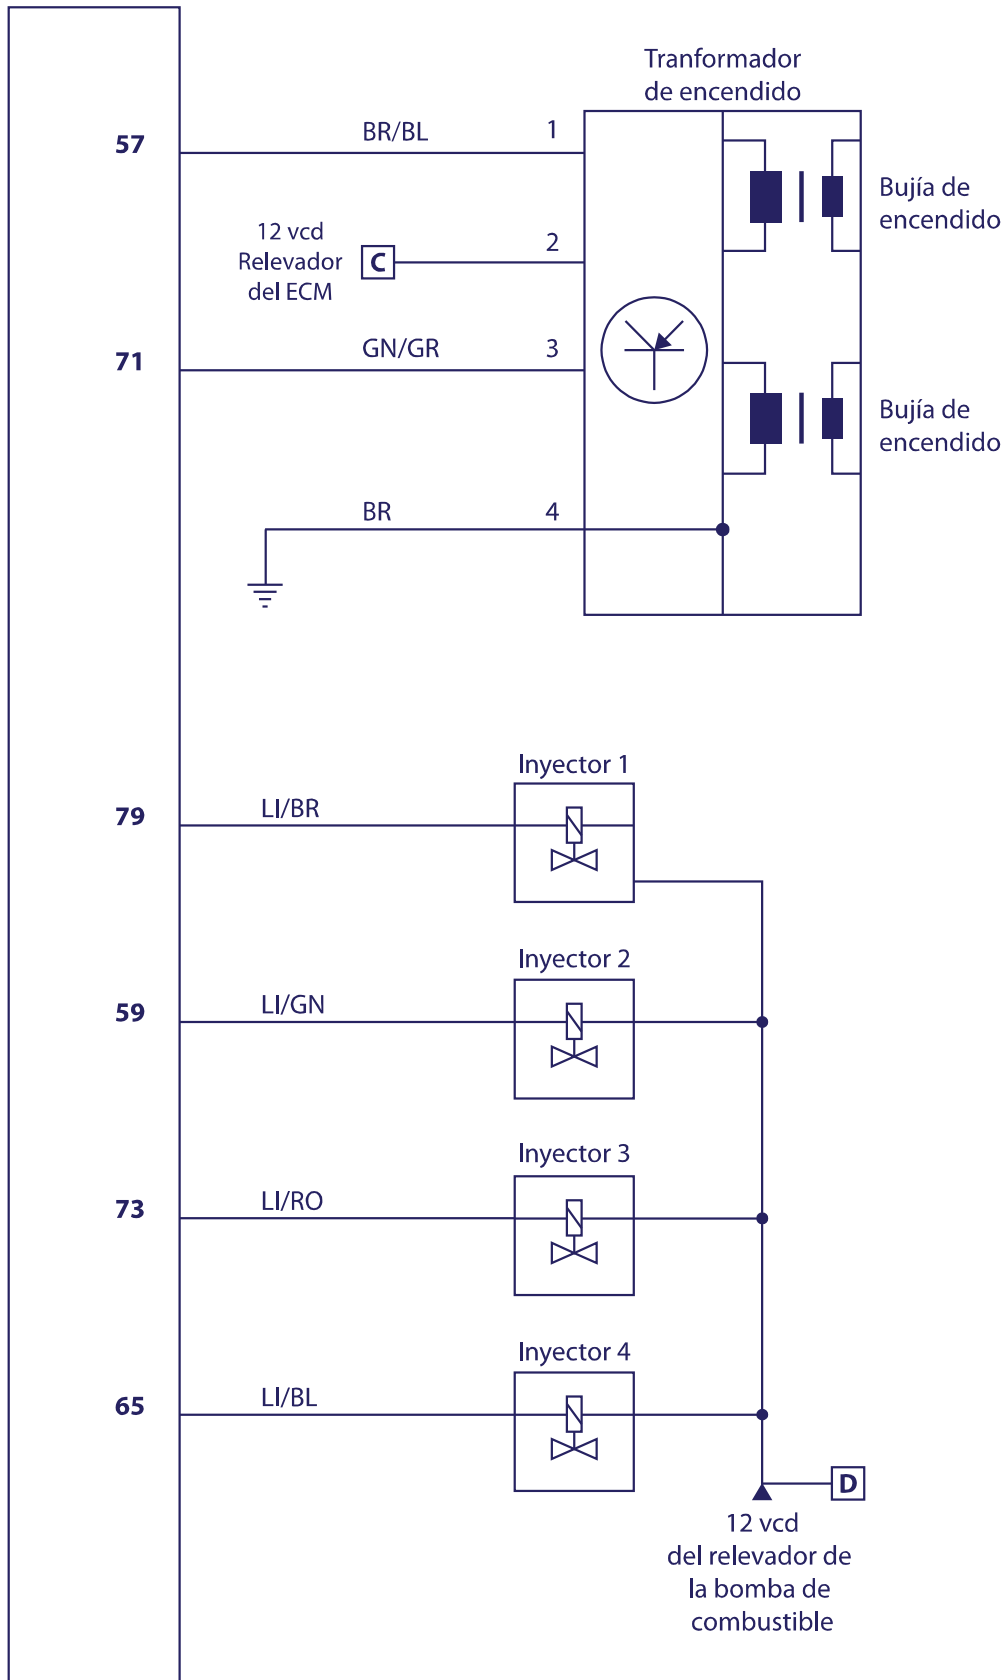 Tranformador
de encendido
57
BR/BL
1
Bujía de
encendido
12 vcd
Relevador
del ECM
C
2
71
GN/GR
3
Bujía de
encendido
BR
4
Inyector 1
79
LI/BR
Inyector 2
59
LI/GN
Inyector 3
73
LI/RO
Inyector 4
65
LI/BL
D
12 vcd
del relevador de
la bomba de
combustible